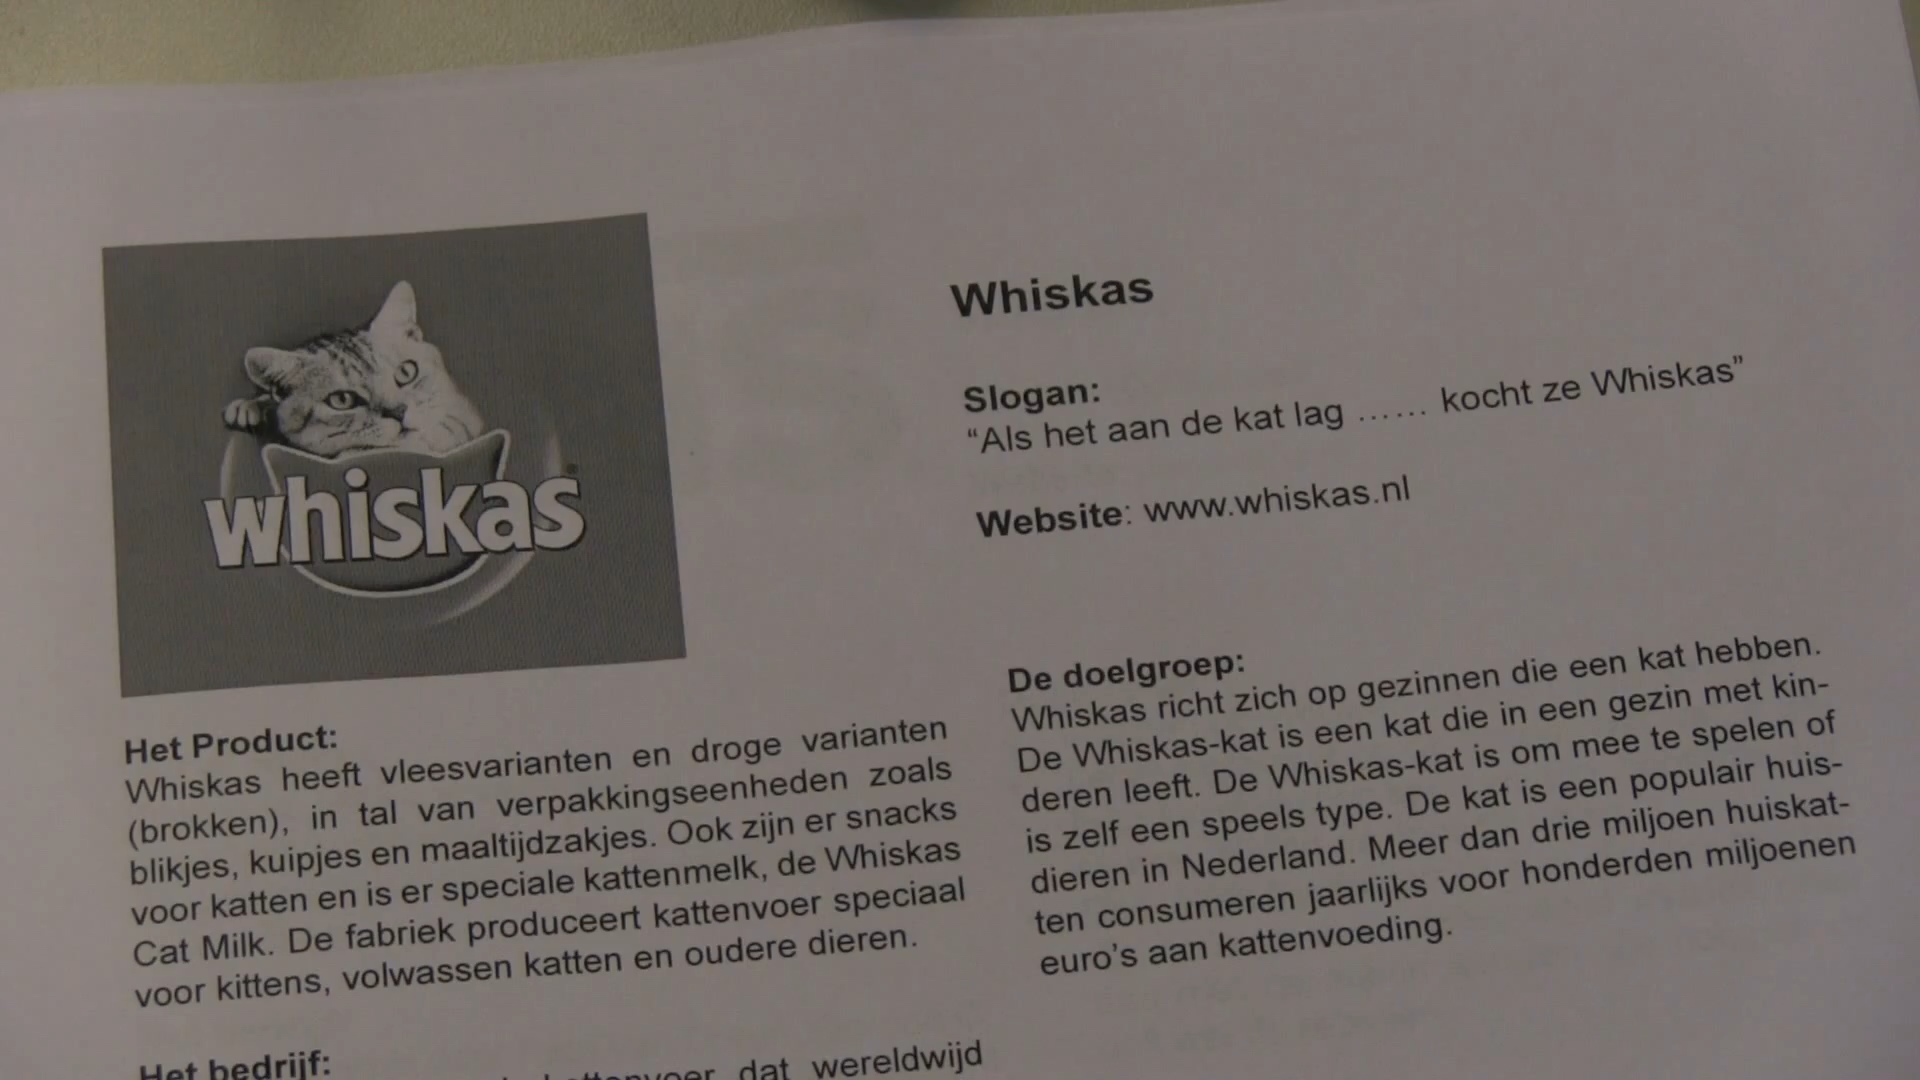 whiskas
Whiskas
Slogan:
“Als het aan de kat lag …… kocht ze Whiskas”
Website: www.whiskas.nl
Het Product:
Whiskas heeft vleesvarianten en droge varianten
(brokken), in tal van verpakkingseenheden zoals
blikjes, kuipjes en maaltijdzakjes. Ook zijn er snacks
voor katten en is er speciale kattenmelk, de Whiskas
Cat Milk. De fabriek produceert kattenvoer speciaal
voor kittens, volwassen katten en oudere dieren.
De doelgroep:
Whiskas richt zich op gezinnen die een kat hebben.
De Whiskas-kat is een kat die in een gezin met kin-
deren leeft. De Whiskas-kat is om mee te spelen of
is zelf een speels type. De kat is een populair huis-
dieren in Nederland. Meer dan drie miljoen huiskat-
ten consumeren jaarlijks voor honderden miljoenen
euro’s aan kattenvoeding.
Het bedrijf:
kattenvoer dat wereldwijd